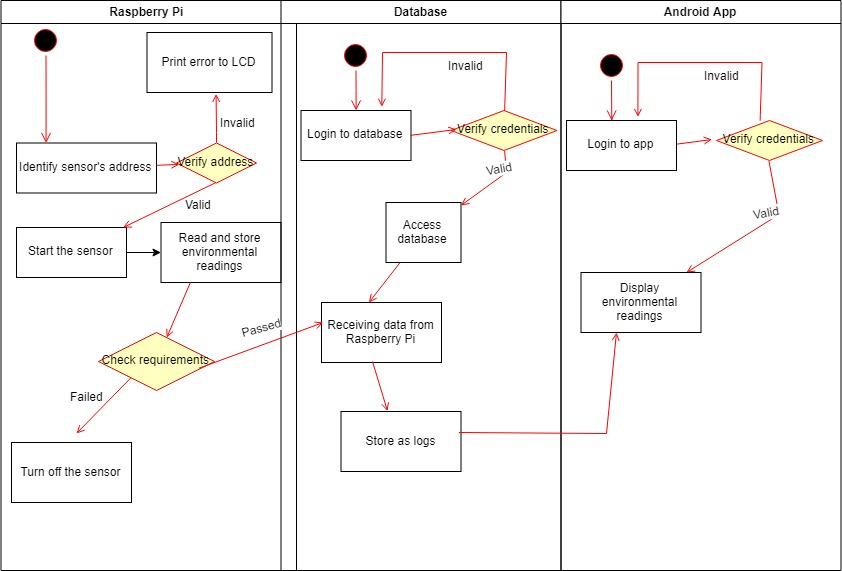 Raspberry Pi
Database
Android App
Print error to LCD
Invalid
Identify sensor's address
Verify address
Valid
Start the sensor
Read and store
environmental
readings
Check requirements
Passed
Failed
Turn off the sensor
Invalid
Login to database
Verify credentials
Valid
Access
database
Receiving data from
Raspberry Pi
Store as logs
Invalid
Login to app
Verify credentials
Valid
Display
environmental
readings